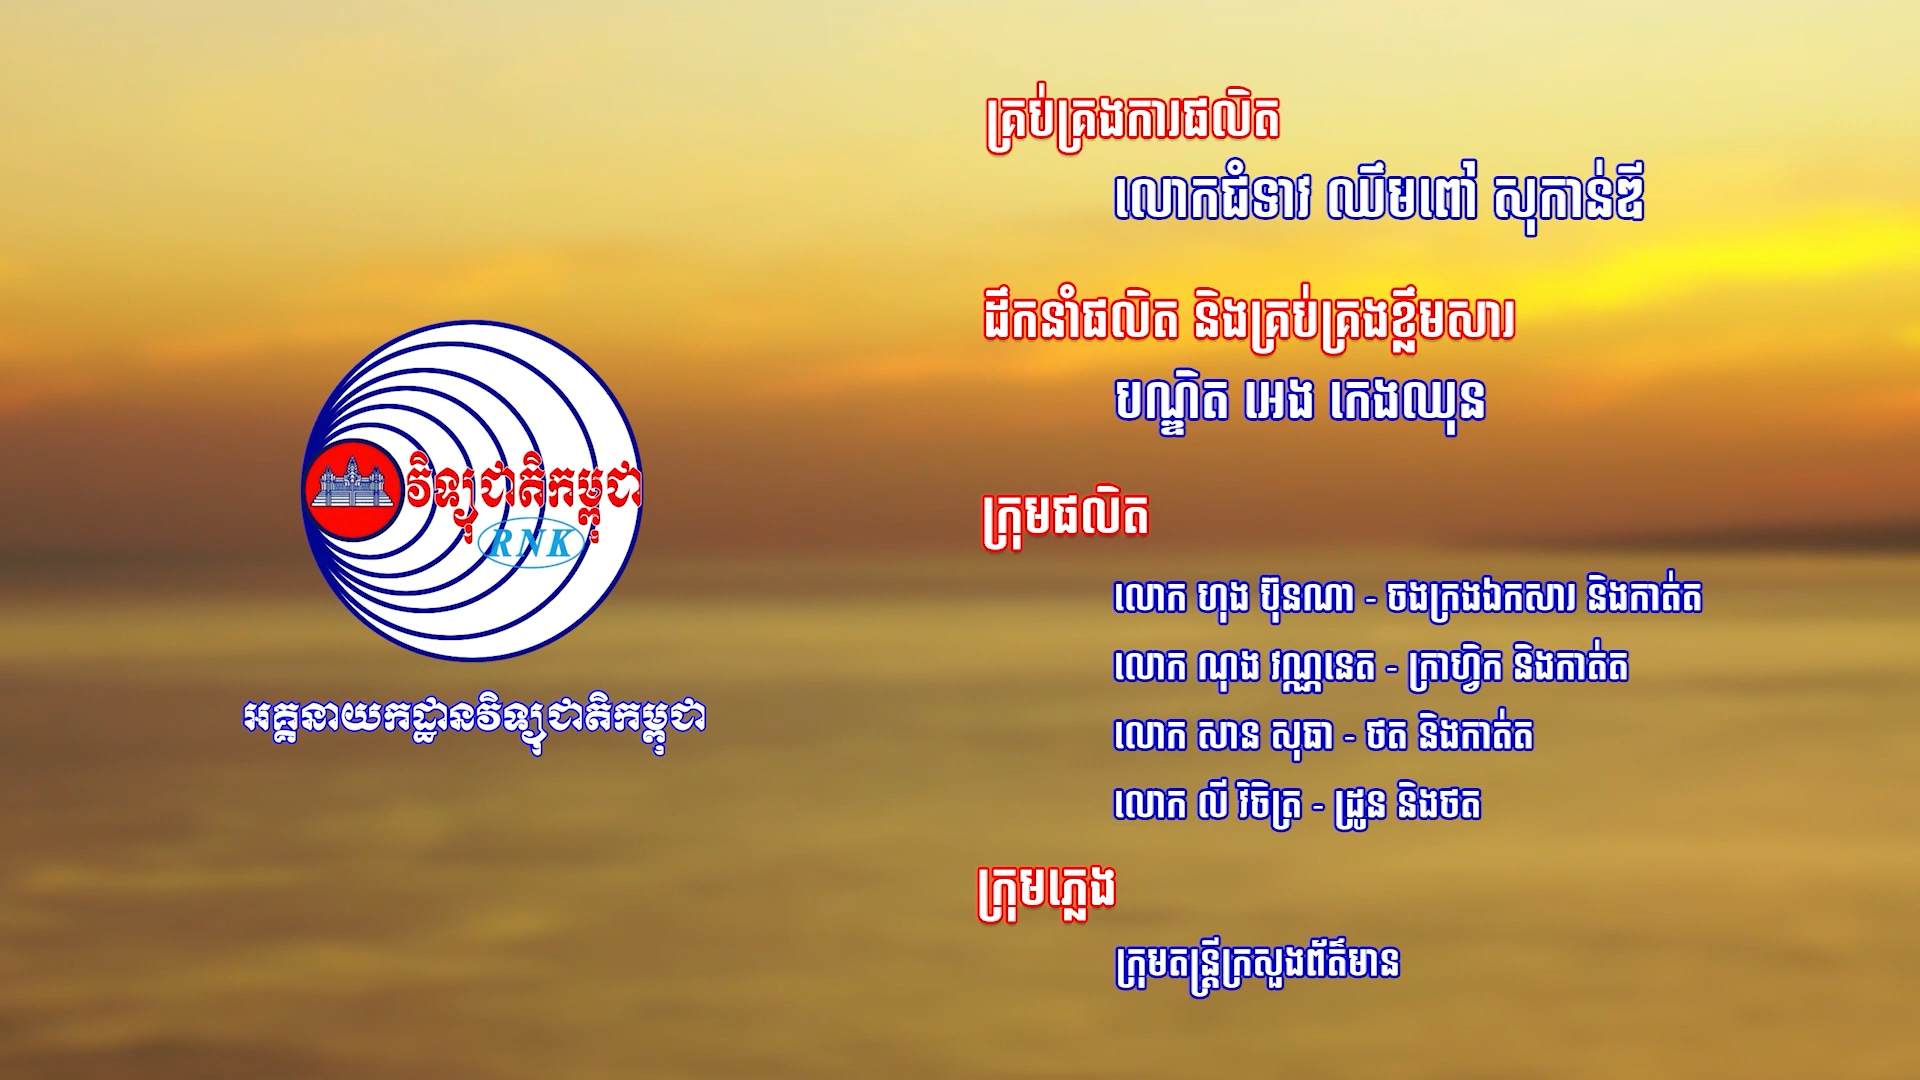 វិទ្យុជាតិកម្ពុជា
RNK
អគ្គនាយកដ្ឋានវិទ្យុជាតិកម្ពុជា
គ្រប់គ្រងការផលិត
លោកជំទាវ ឈឹមពៅ សុកាន់ឌី
ដឹកនាំផលិត និងគ្រប់គ្រងខ្លឹមសារ
បណ្ឌិត អេង កេងឈុន
ក្រុមផលិត
លោក ហុង ប៊ុនណា - ចងក្រងឯកសារ និងកាត់ត
លោក ណុង វណ្ណនេត - ក្រាហ្វិក និងកាត់ត
លោក សាន សុធា - ថត និងកាត់ត
លោក លី វិចិត្រ - ដ្រូន និងថត
ក្រុមភ្លេង
ក្រុមតន្ត្រីក្រសួងព័ត៌មាន